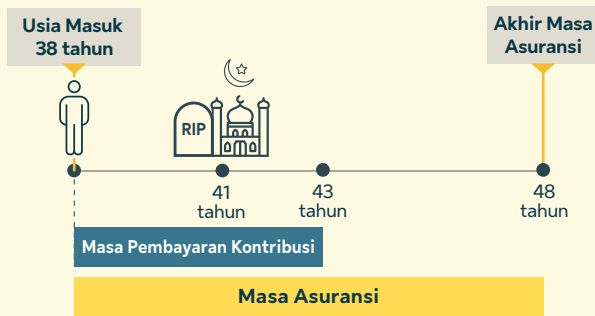 Usia Masuk
38 tahun
Akhir Masa
Asuransi
RIP
41
tahun
43
tahun
48
tahun
Masa Pembayaran Kontribusi
Masa Asuransi